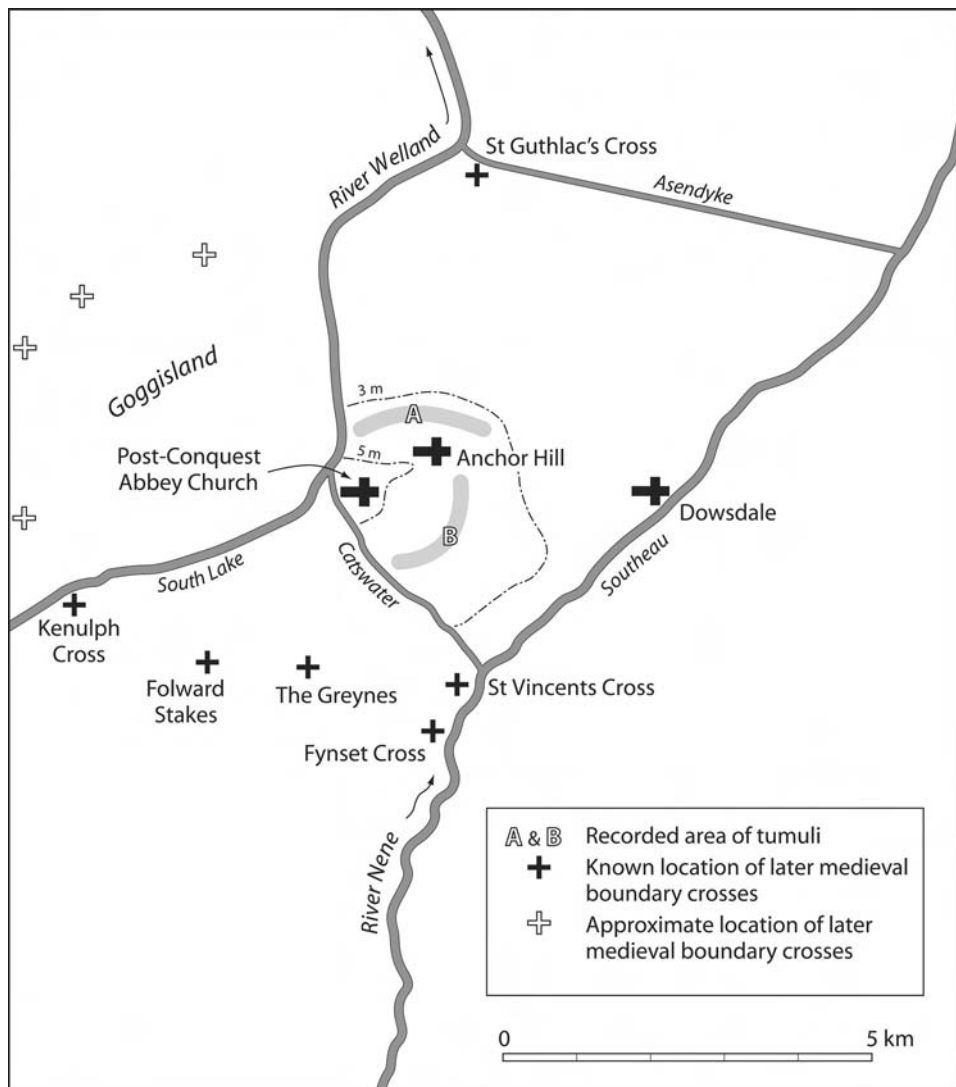 River Welland
St Guthlac's Cross
Asendyke
Goggisland
3 m
A
Post-Conquest
Abbey Church
5 m
Anchor Hill
B
Dowsdale
South Lake
Catswater
Southeau
Kenulph
Cross
Folward
Stakes
The Greynes
St Vincents Cross
Fynset Cross
River Nene
A & B Recorded area of tumuli
Known location of later medieval
boundary crosses
Approximate location of later
medieval boundary crosses
0 5 km